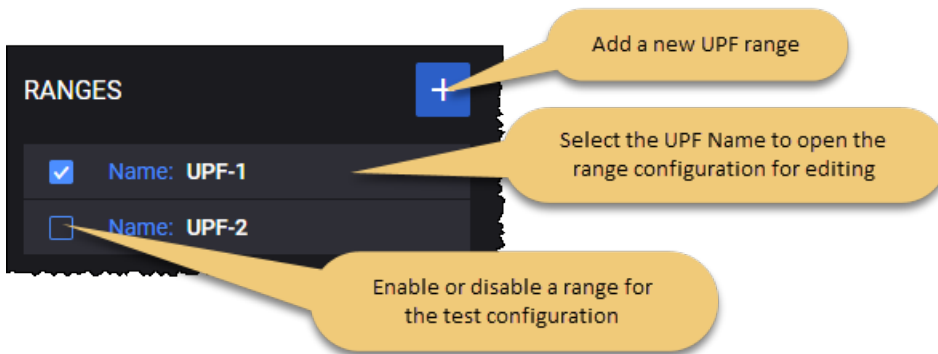 Add a new UPF range
RANGES
+
Select the UPF Name to open the
range configuration for editing
Name: UPF-1
Name: UPF-2
Enable or disable a range for
the test configuration